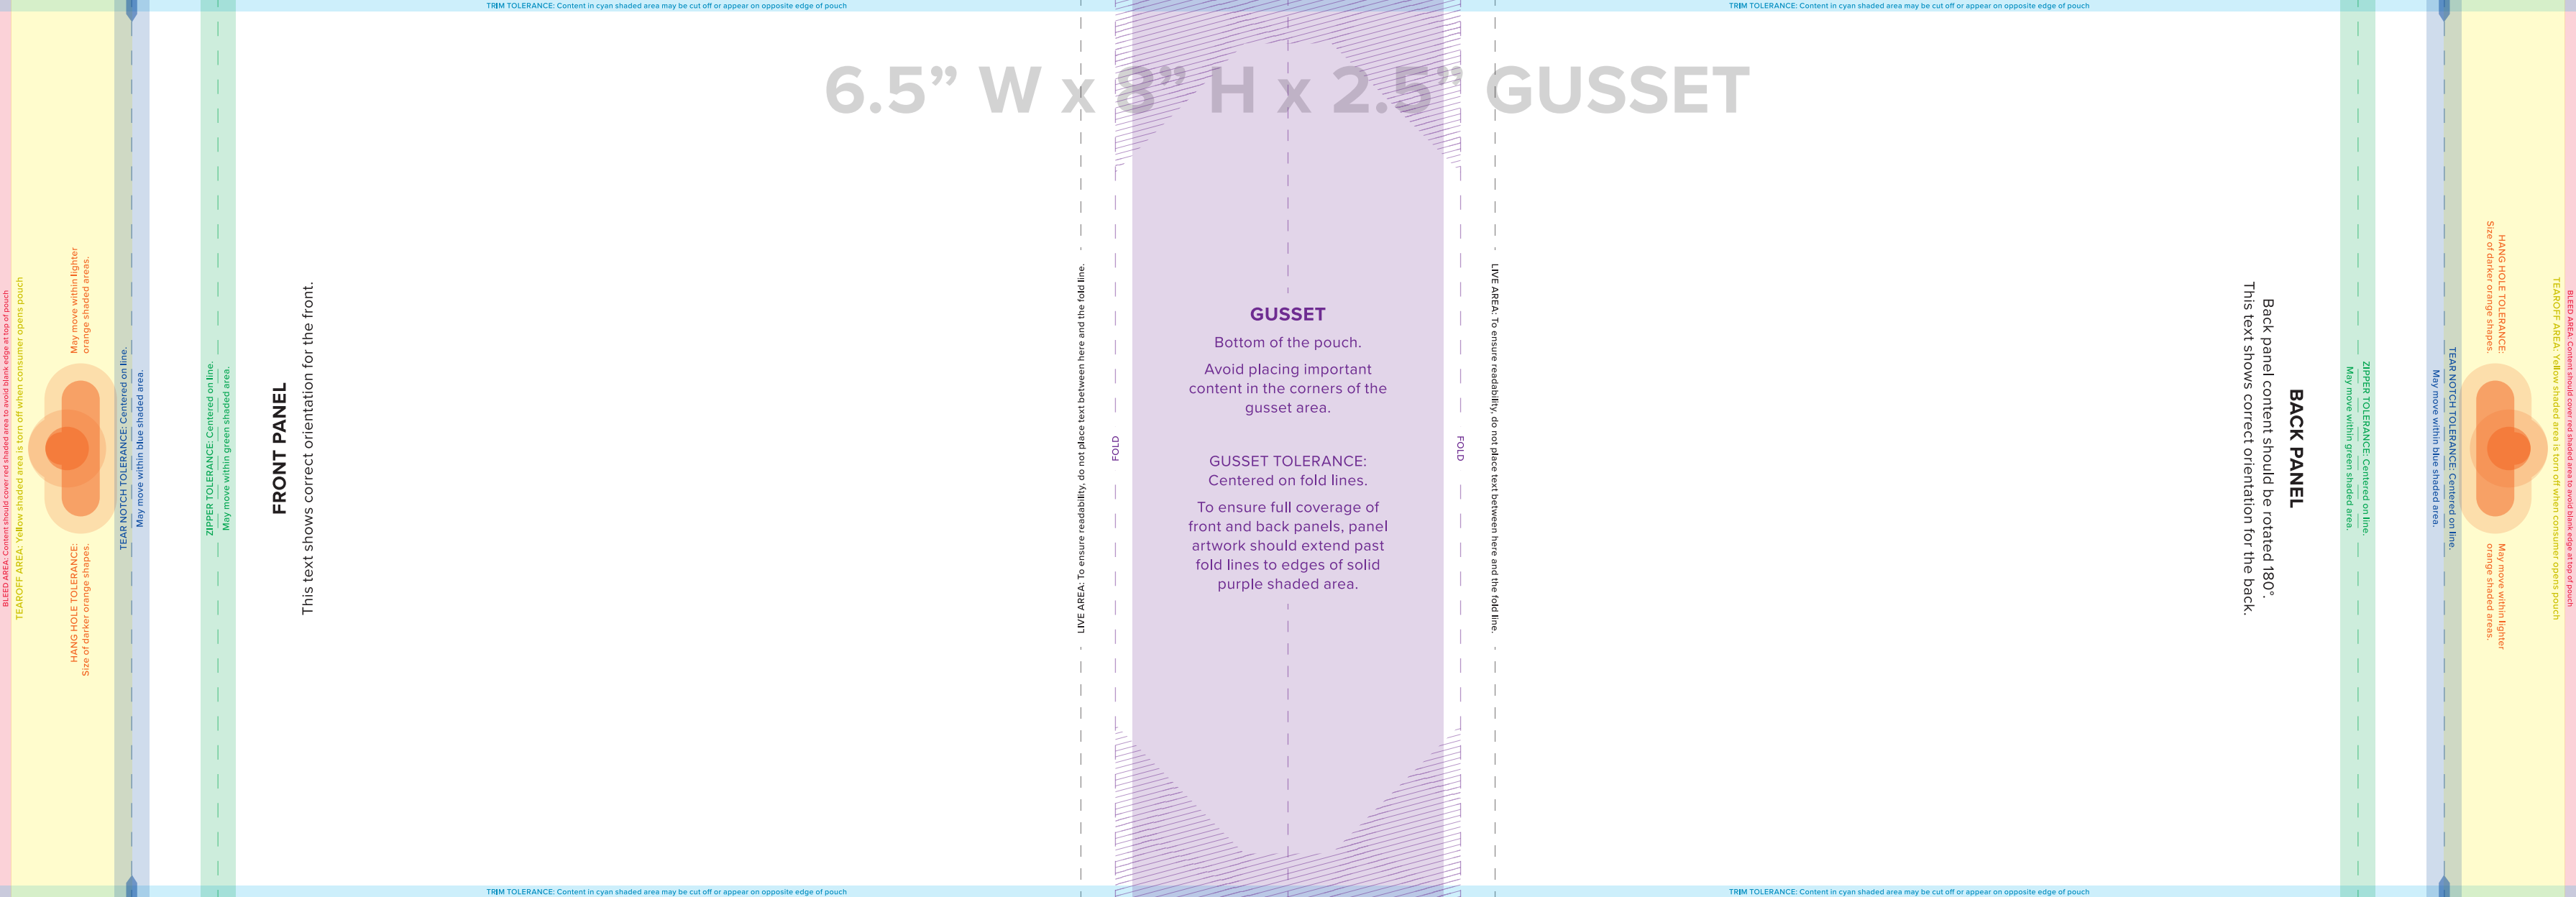 TRIM TOLERANCE: Content in cyan shaded area may be cut off or appear on opposite edge of pouch
TRIM TOLERANCE: Content in cyan shaded area may be cut off or appear on opposite edge of pouch
6.5” W x 8” H x 2.5” GUSSET
BLEED AREA: Content should cover red shaded area to avoid blank edge at top of pouch
TEAROFF AREA: Yellow shaded area is torn off when consumer opens pouch
HANG HOLE TOLERANCE:
Size of darker orange shapes.
May move within lighter
orange shaded areas.
TEAR NOTCH TOLERANCE: Centered on line.
May move within blue shaded area.
ZIPPER TOLERANCE: Centered on line.
May move within green shaded area.
FRONT PANEL
This text shows correct orientation for the front.
LIVE AREA: To ensure readability, do not place text between here and the fold line.
FOLD
GUSSET
Bottom of the pouch.
Avoid placing important
content in the corners of the
gusset area.
GUSSET TOLERANCE:
Centered on fold lines.
To ensure full coverage of
front and back panels, panel
artwork should extend past
fold lines to edges of solid
purple shaded area.
FOLD
LIVE AREA: To ensure readability, do not place text between here and the fold line.
BACK PANEL
Back panel content should be rotated 180°.
This text shows correct orientation for the back.
ZIPPER TOLERANCE: Centered on line.
May move within green shaded area.
TEAR NOTCH TOLERANCE: Centered on line.
May move within blue shaded area.
HANG HOLE TOLERANCE:
Size of darker orange shapes.
May move within lighter
orange shaded areas.
TEAROFF AREA: Yellow shaded area is torn off when consumer opens pouch
BLEED AREA: Content should cover red shaded area to avoid blank edge at top of pouch
TRIM TOLERANCE: Content in cyan shaded area may be cut off or appear on opposite edge of pouch
TRIM TOLERANCE: Content in cyan shaded area may be cut off or appear on opposite edge of pouch